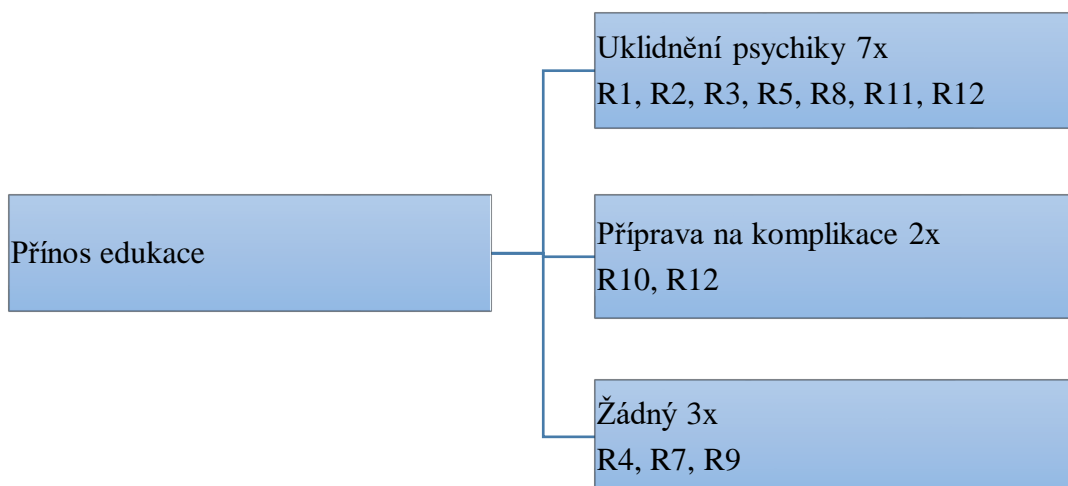 Přínos edukace
Uklidnění psychiky 7x
R1, R2, R3, R5, R8, R11, R12
Příprava na komplikace 2x
R10, R12
Žádný 3x
R4, R7, R9